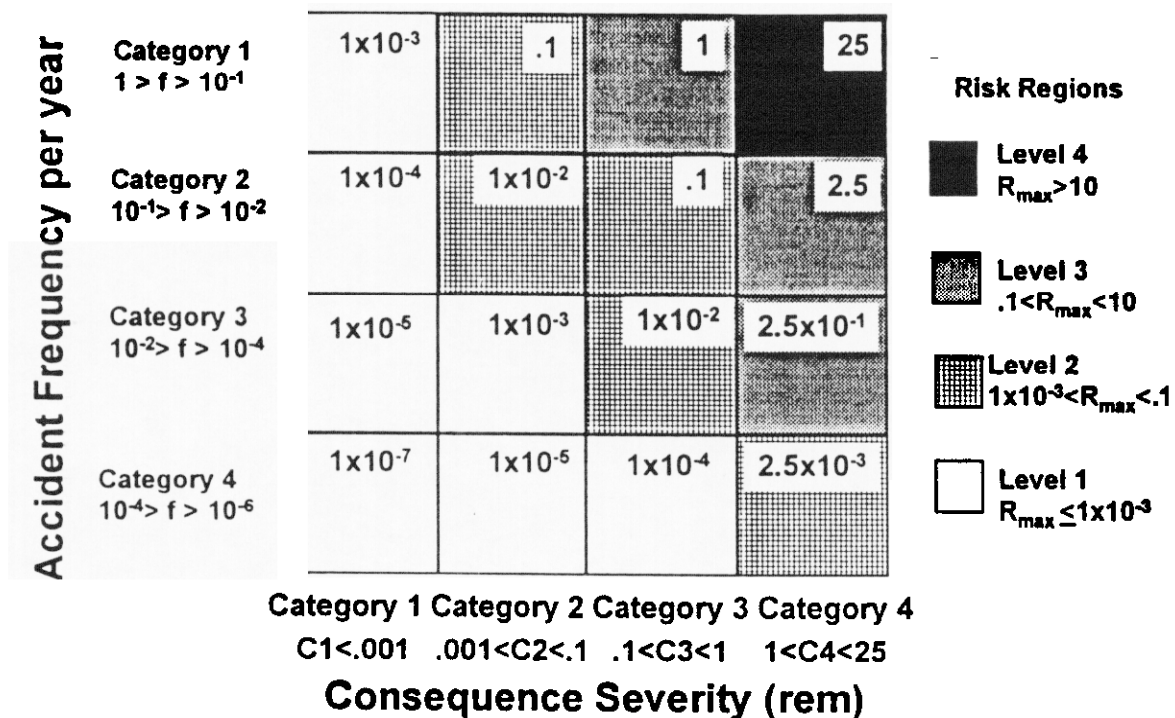 Accident Frequency per year
Category 1
1 > f > 10⁻¹
1x10⁻³
.1
1
25
Category 2
10⁻¹> f > 10⁻²
1x10⁻⁴
1x10⁻²
.1
2.5
Category 3
10⁻²> f > 10⁻⁴
1x10⁻⁵
1x10⁻³
1x10⁻²
2.5x10⁻¹
Category 4
10⁻⁴> f > 10⁻⁶
1x10⁻⁷
1x10⁻⁵
1x10⁻⁴
2.5x10⁻³
Category 1 Category 2 Category 3 Category 4
C1<.001 .001<C2<.1 .1<C3<1 1<C4<25
Consequence Severity (rem)
Risk Regions
Level 4
Rmax>10
Level 3
.1<Rmax<10
Level 2
1x10⁻³<Rmax<.1
Level 1
Rmax ≤1x10⁻³